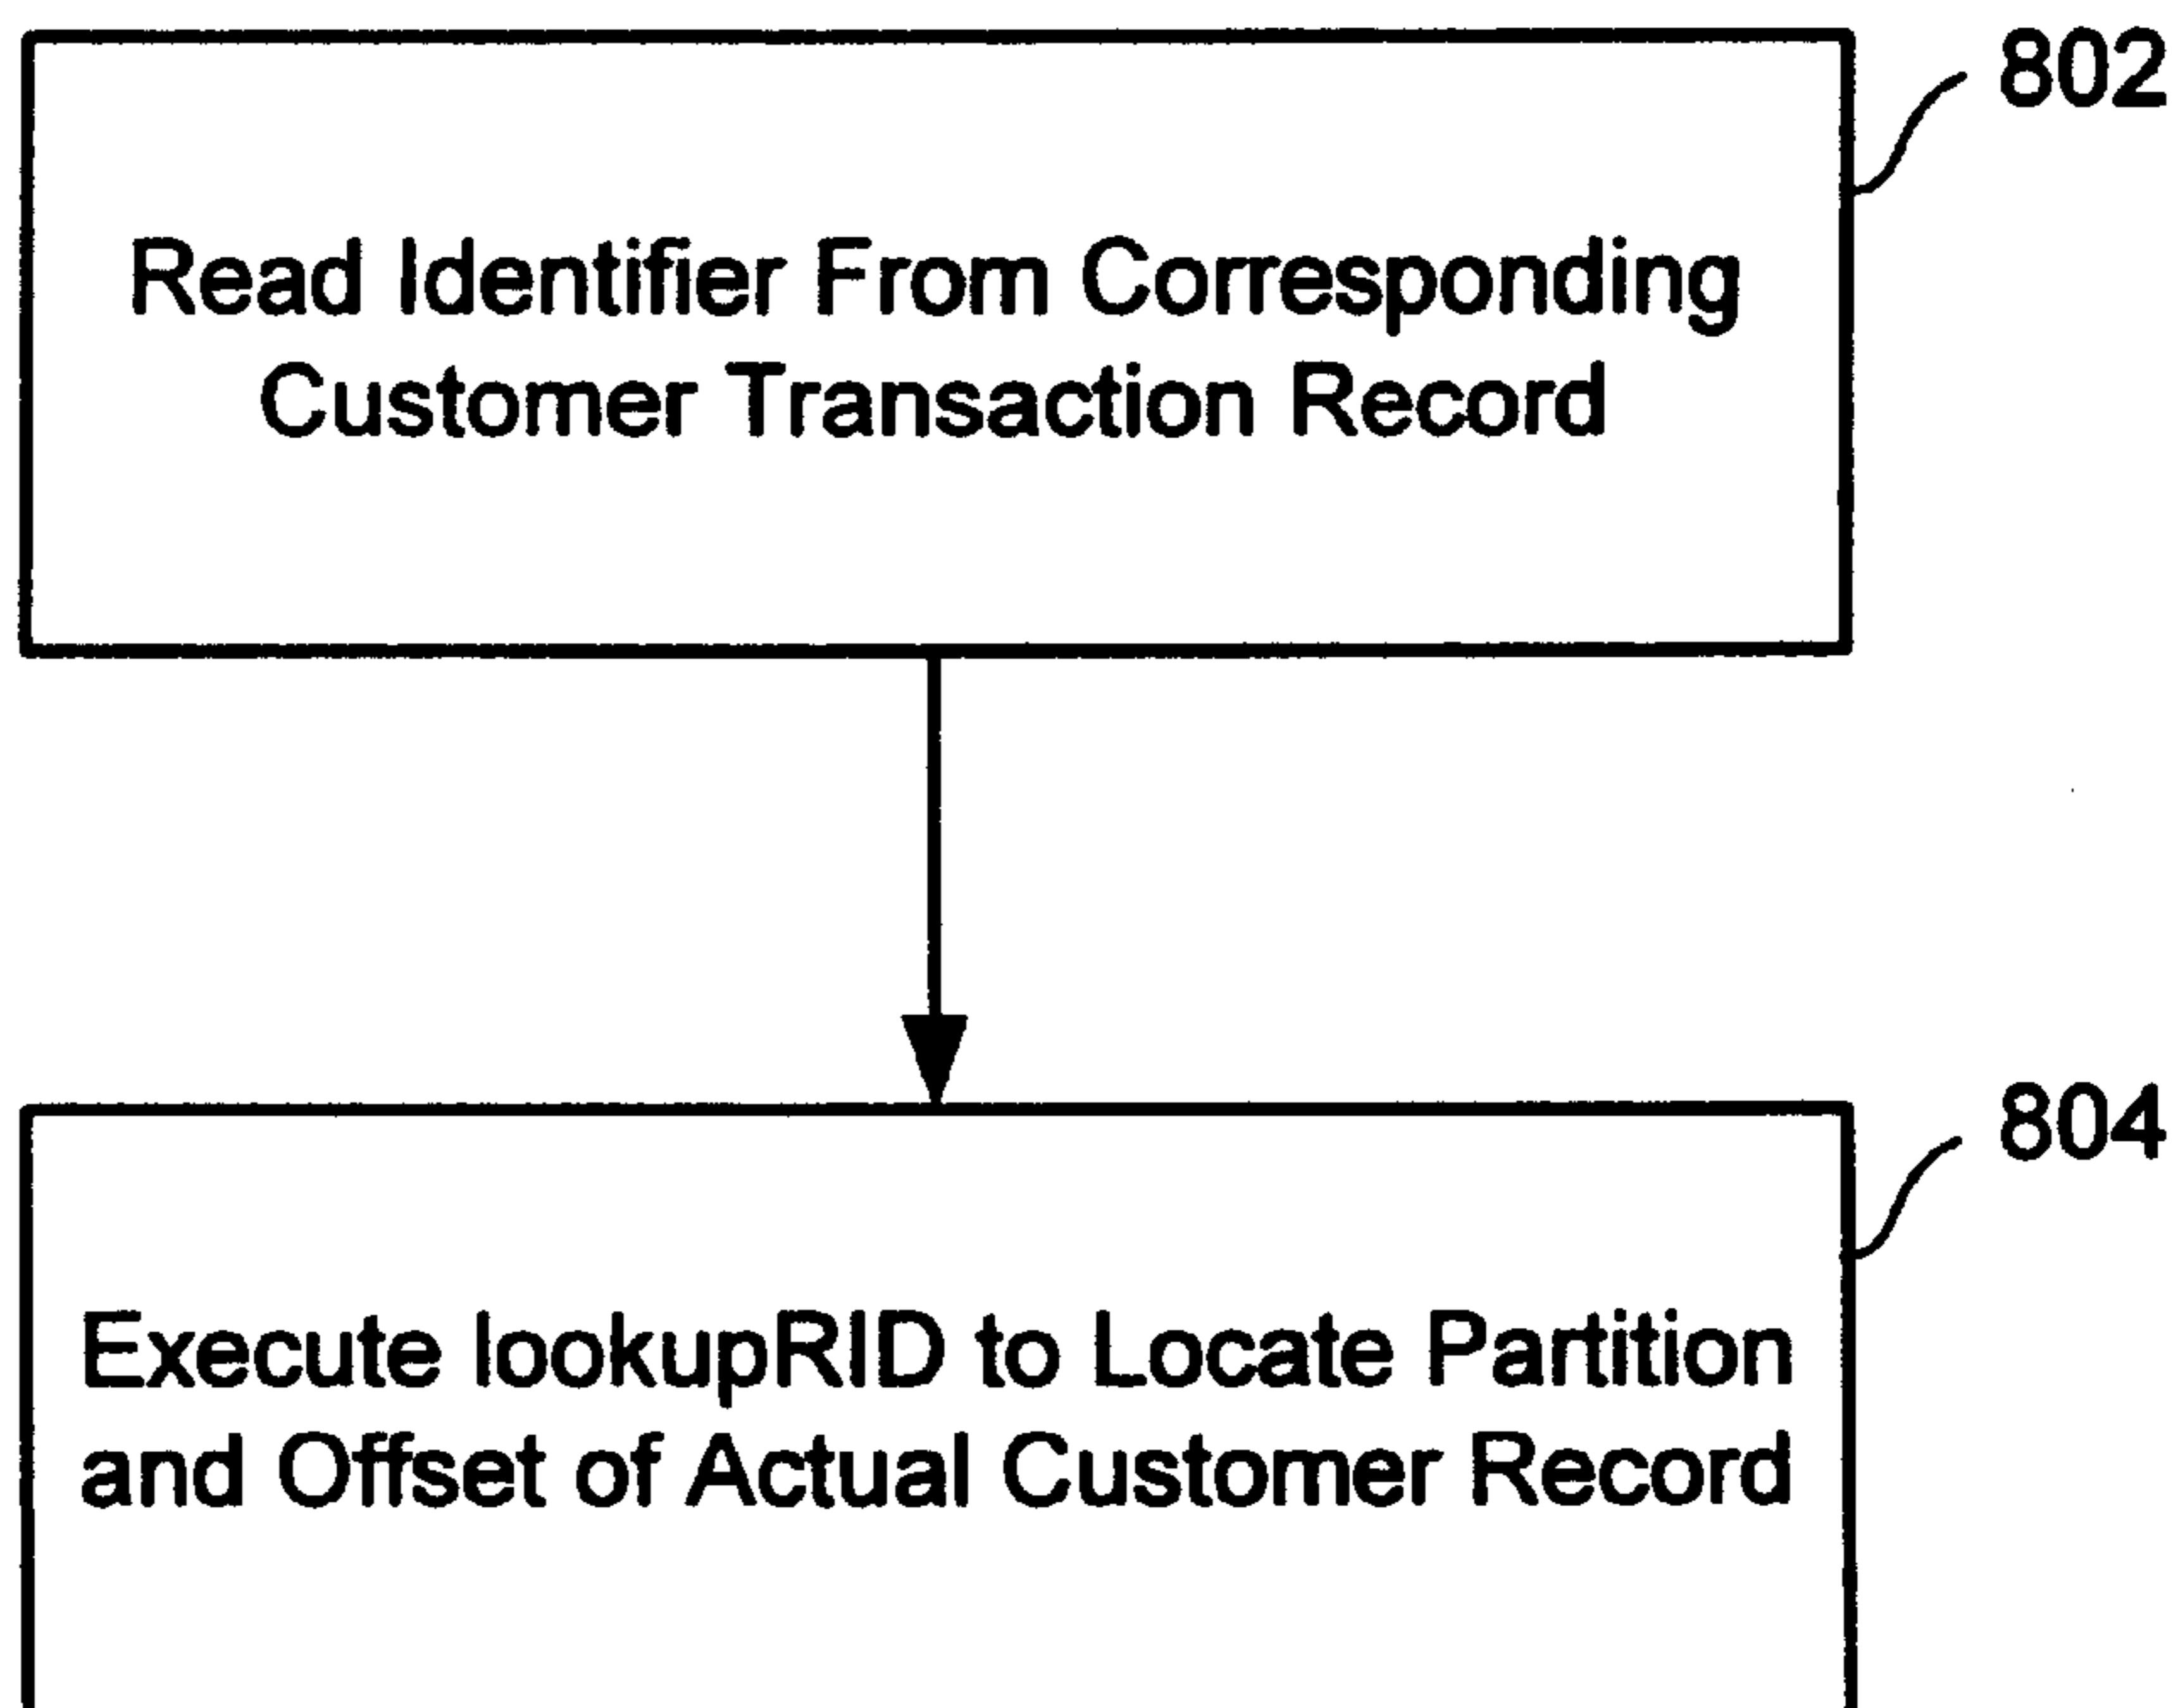 802
Read Identifier From Corresponding
Customer Transaction Record
804
Execute lookupRID to Locate Partition
and Offset of Actual Customer Record